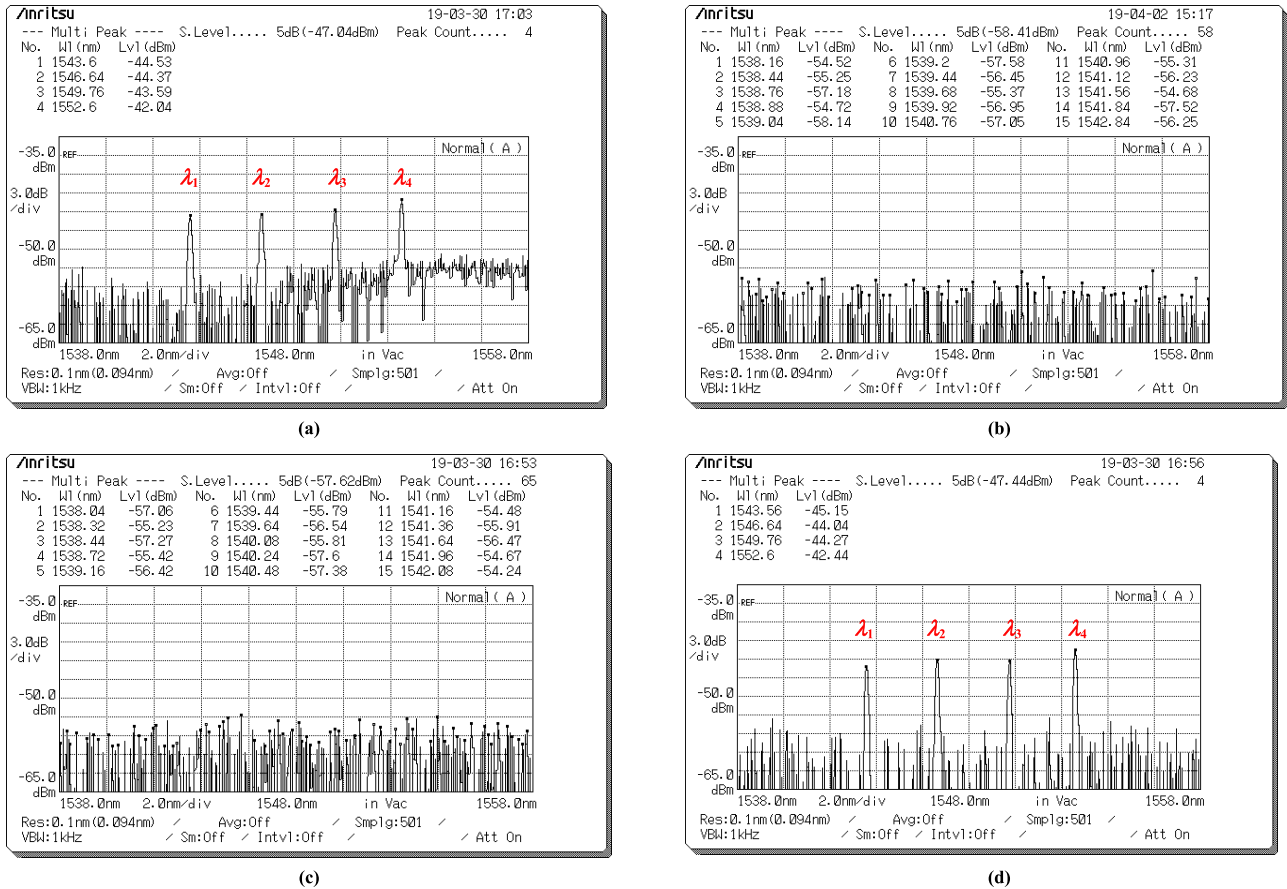 Anritsu 19-03-30 17:03
--- Multi Peak ---- S.Level..... 5dB(-47.04dBm) Peak Count..... 4
No. Wl(nm) Lvl(dBm)
1 1543.6 -44.53
2 1546.64 -44.37
3 1549.76 -43.59
4 1552.6 -42.04
Normal(A)
-35.0
dBm
REF
λ1 λ2 λ3 λ4
3.0dB
/div
-50.0
dBm
-65.0
dBm
1538.0nm 2.0nm/div 1548.0nm in Vac 1558.0nm
Res:0.1nm(0.094nm) / Avg:Off / Smplg:501 /
VBW:1kHz / Sm:Off / Intvl:Off / / Att On
(a)
Anritsu 19-04-02 15:17
--- Multi Peak ---- S.Level..... 5dB(-58.41dBm) Peak Count..... 58
No. Wl(nm) Lvl(dBm) No. Wl(nm) Lvl(dBm) No. Wl(nm) Lvl(dBm)
1 1538.16 -54.52 6 1539.2 -57.58 11 1540.96 -55.31
2 1538.44 -55.25 7 1539.44 -56.45 12 1541.12 -56.23
3 1538.76 -57.18 8 1539.68 -55.37 13 1541.56 -54.68
4 1538.88 -54.72 9 1539.92 -56.95 14 1541.84 -57.52
5 1539.04 -58.14 10 1540.76 -57.05 15 1542.84 -56.25
Normal(A)
-35.0
dBm
REF
3.0dB
/div
-50.0
dBm
-65.0
dBm
1538.0nm 2.0nm/div 1548.0nm in Vac 1558.0nm
Res:0.1nm(0.094nm) / Avg:Off / Smplg:501 /
VBW:1kHz / Sm:Off / Intvl:Off / / Att On
(b)
Anritsu 19-03-30 16:53
--- Multi Peak ---- S.Level..... 5dB(-57.62dBm) Peak Count..... 65
No. Wl(nm) Lvl(dBm) No. Wl(nm) Lvl(dBm) No. Wl(nm) Lvl(dBm)
1 1538.04 -57.06 6 1539.44 -55.79 11 1541.16 -54.48
2 1538.32 -55.23 7 1539.64 -56.54 12 1541.36 -55.91
3 1538.44 -57.27 8 1540.08 -55.81 13 1541.64 -56.47
4 1538.72 -55.42 9 1540.24 -57.6 14 1541.96 -54.67
5 1539.16 -56.42 10 1540.48 -57.38 15 1542.08 -54.24
Normal(A)
-35.0
dBm
REF
3.0dB
/div
-50.0
dBm
-65.0
dBm
1538.0nm 2.0nm/div 1548.0nm in Vac 1558.0nm
Res:0.1nm(0.094nm) / Avg:Off / Smplg:501 /
VBW:1kHz / Sm:Off / Intvl:Off / / Att On
(c)
Anritsu 19-03-30 16:56
--- Multi Peak ---- S.Level..... 5dB(-47.44dBm) Peak Count..... 4
No. Wl(nm) Lvl(dBm)
1 1543.56 -45.15
2 1546.64 -44.04
3 1549.76 -44.27
4 1552.6 -42.44
Normal(A)
-35.0
dBm
REF
λ1 λ2 λ3 λ4
3.0dB
/div
-50.0
dBm
-65.0
dBm
1538.0nm 2.0nm/div 1548.0nm in Vac 1558.0nm
Res:0.1nm(0.094nm) / Avg:Off / Smplg:501 /
VBW:1kHz / Sm:Off / Intvl:Off / / Att On
(d)